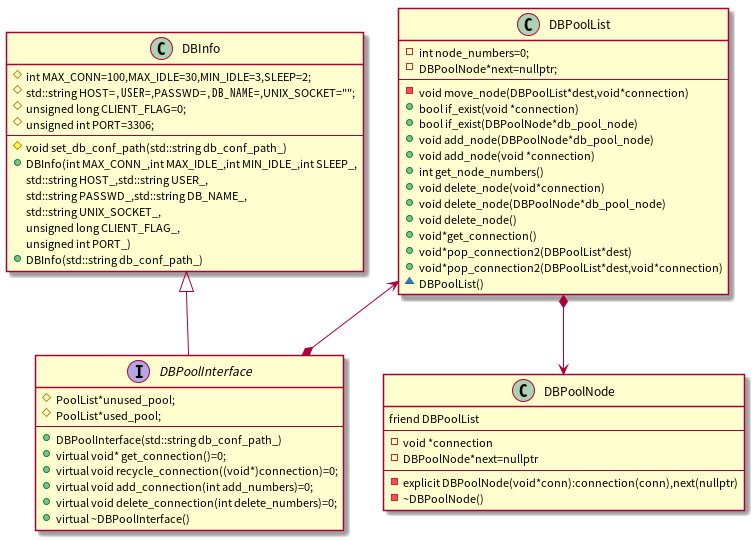 C DBInfo
int MAX_CONN=100,MAX_IDLE=30,MIN_IDLE=3,SLEEP=2;
std::string HOST=,USER=,PASSWD=,DB_NAME=,UNIX_SOCKET="";
unsigned long CLIENT_FLAG=0;
unsigned int PORT=3306;
void set_db_conf_path(std::string db_conf_path_)
DBInfo(int MAX_CONN_,int MAX_IDLE_,int MIN_IDLE_,int SLEEP_,
std::string HOST_,std::string USER_,
std::string PASSWD_,std::string DB_NAME_,
std::string UNIX_SOCKET_,
unsigned long CLIENT_FLAG_,
unsigned int PORT_)
DBInfo(std::string db_conf_path_)
C DBPoolList
int node_numbers=0;
DBPoolNode*next=nullptr;
void move_node(DBPoolList*dest,void*connection)
bool if_exist(void *connection)
bool if_exist(DBPoolNode*db_pool_node)
void add_node(DBPoolNode*db_pool_node)
void add_node(void *connection)
int get_node_numbers()
void delete_node(void*connection)
void delete_node(DBPoolNode*db_pool_node)
void delete_node()
void*get_connection()
void*pop_connection2(DBPoolList*dest)
void*pop_connection2(DBPoolList*dest,void*connection)
DBPoolList()
I DBPoolInterface
PoolList*unused_pool;
PoolList*used_pool;
DBPoolInterface(std::string db_conf_path_)
virtual void* get_connection()=0;
virtual void recycle_connection((void*)connection)=0;
virtual void add_connection(int add_numbers)=0;
virtual void delete_connection(int delete_numbers)=0;
virtual ~DBPoolInterface()
C DBPoolNode
friend DBPoolList
void *connection
DBPoolNode*next=nullptr
explicit DBPoolNode(void*conn):connection(conn),next(nullptr)
~DBPoolNode()